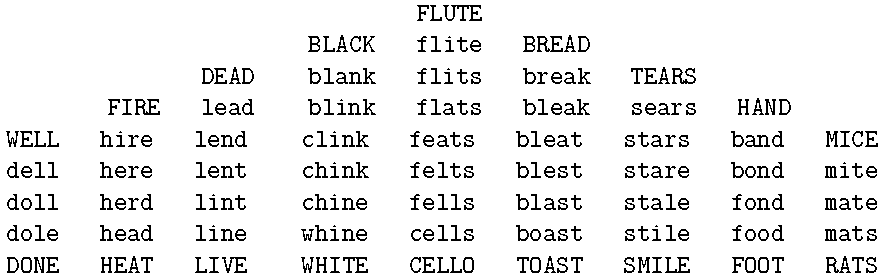 FLUTE
BLACK flite BREAD
DEAD blank flits break TEARS
FIRE lead blink flats bleak sears HAND
WELL hire lend clink feats bleat stars band MICE
dell here lent chink felts blest stare bond mite
doll herd lint chine fells blast stale fond mate
dole head line whine cells boast stile food mats
DONE HEAT LIVE WHITE CELLO TOAST SMILE FOOT RATS